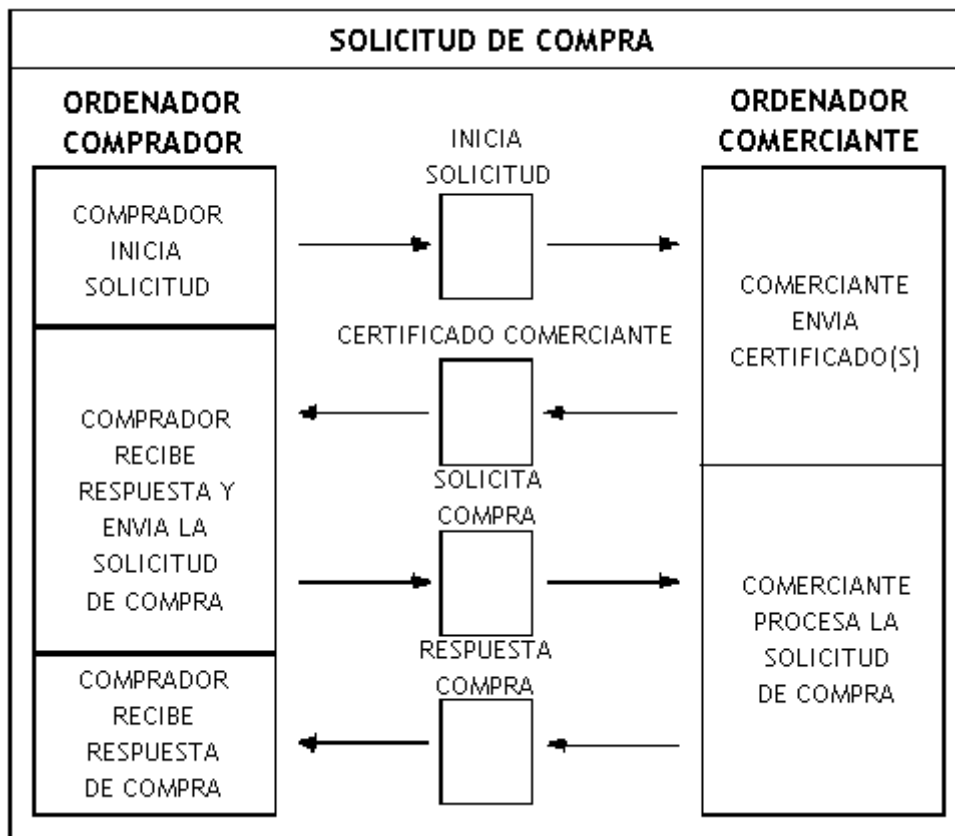 SOLICITUD DE COMPRA
ORDENADOR
COMPRADOR
ORDENADOR
COMERCIANTE
INICIA
SOLICITUD
COMPRADOR
INICIA
SOLICITUD
COMERCIANTE
ENVIA
CERTIFICADO(S)
CERTIFICADO COMERCIANTE
COMPRADOR
RECIBE
RESPUESTA Y
ENVIA LA
SOLICITUD
DE COMPRA
SOLICITA
COMPRA
COMERCIANTE
PROCESA LA
SOLICITUD
DE COMPRA
RESPUESTA
COMPRA
COMPRADOR
RECIBE
RESPUESTA
DE COMPRA